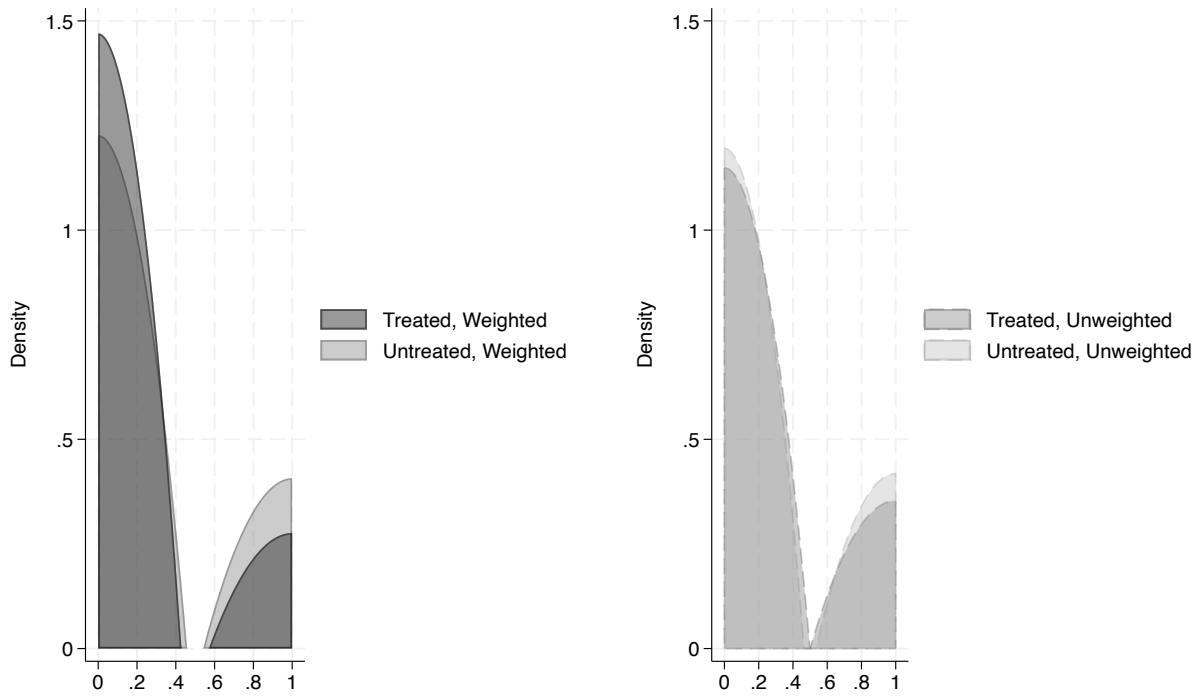 1.5
1
.5
0
Density
0 .2 .4 .6 .8 1
Treated, Weighted
Untreated, Weighted
1.5
1
.5
0
Density
0 .2 .4 .6 .8 1
Treated, Unweighted
Untreated, Unweighted